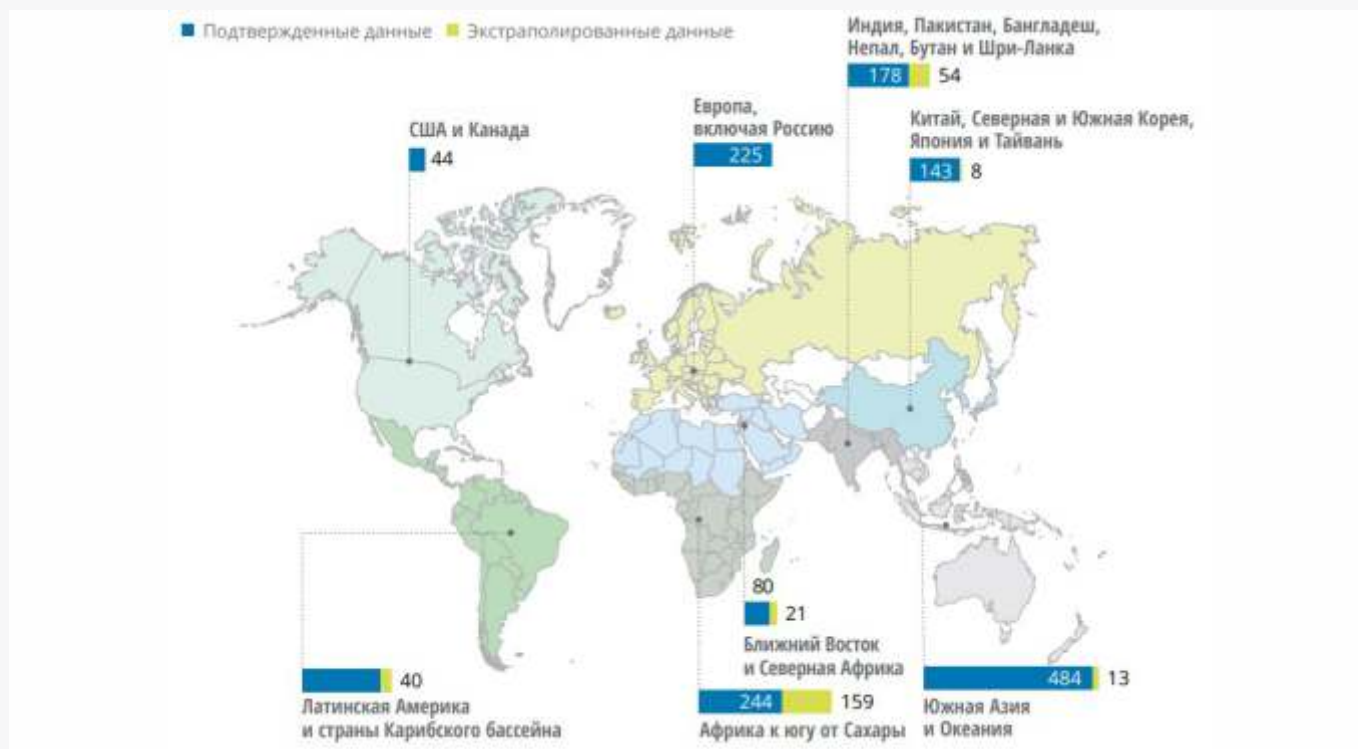 Подтвержденные данные
Экстраполированные данные
Индия, Пакистан, Бангладеш,
Непал, Бутан и Шри-Ланка
178 54
Европа,
включая Россию
225
США и Канада
44
Китай, Северная и Южная Корея,
Япония и Тайвань
143 8
80
21
Ближний Восток
и Северная Африка
40
Латинская Америка
и страны Карибского бассейна
244 159
Африка к югу от Сахары
484 13
Южная Азия
и Океания